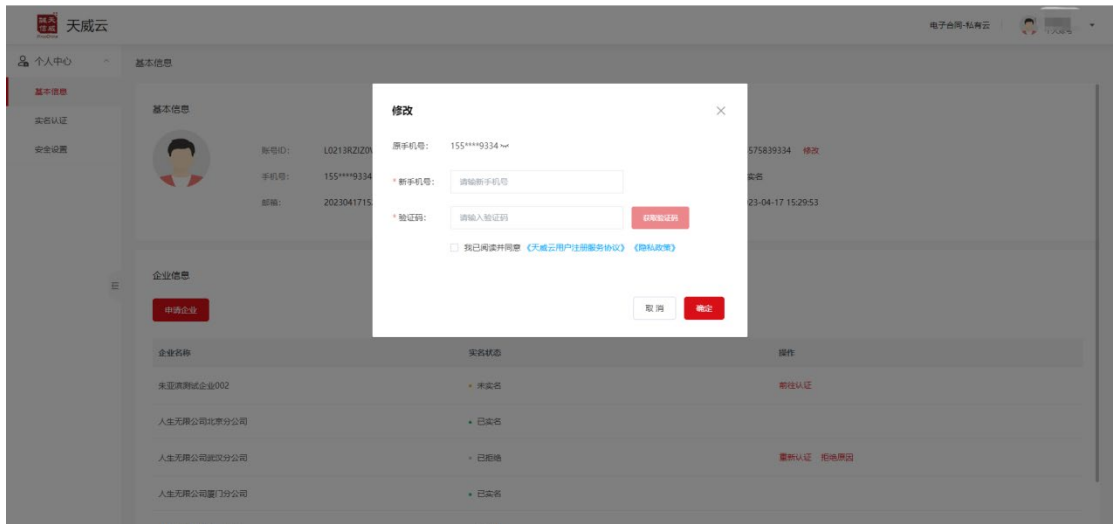 天威云
电子合同-私有云
个人中心
基本信息
实名认证
安全设置
基本信息
基本信息
账号ID:
L0213RZIZ0
575839334 修改
手机号:
155****9334
实名
邮箱:
2023041715
23-04-17 15:29:53
修改
原手机号: 155****9334
* 新手机号: 请输新手机号
* 验证码: 请输入验证码 获取验证码
我已阅读并同意 《天威云用户注册服务协议》 《隐私政策》
取消 确定
企业信息
申请企业
企业名称 实名状态 操作
朱亚滨测试企业002 未实名 前往认证
人生无限公司北京分公司 已实名
人生无限公司武汉分公司 已拒绝 重新认证 拒绝原因
人生无限公司厦门分公司 已实名